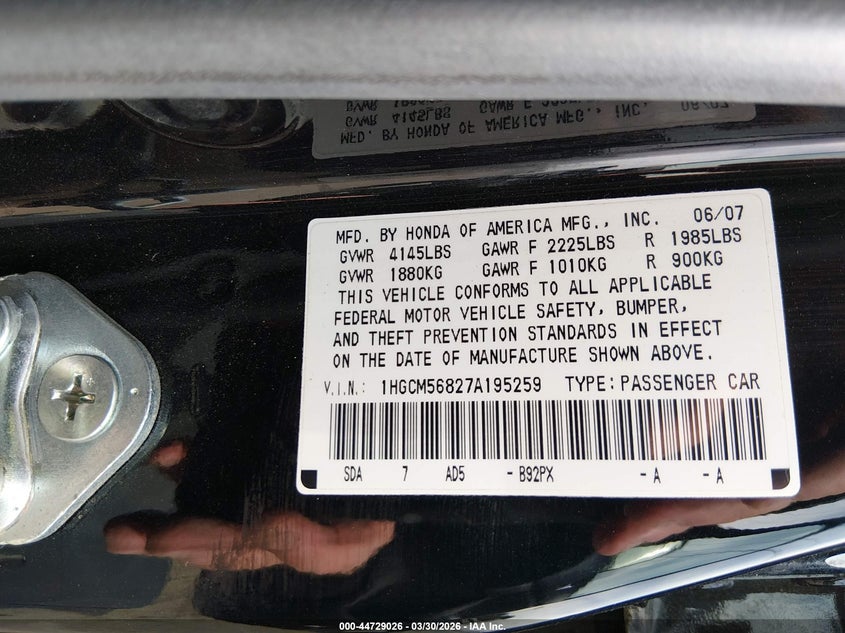 MFD. BY HONDA OF AMERICA MFG., INC. 06/07
GVWR 4145LBS GAWR F 2225LBS R 1985LBS
GVWR 1880KG GAWR F 1010KG R 900KG
THIS VEHICLE CONFORMS TO ALL APPLICABLE
FEDERAL MOTOR VEHICLE SAFETY, BUMPER,
AND THEFT PREVENTION STANDARDS IN EFFECT
ON THE DATE OF MANUFACTURE SHOWN ABOVE.
V.I.N.: 1HGCM56827A195259 TYPE: PASSENGER CAR
SDA 7 AD5 - B92PX - A - A
000-44729026 - 03/30/2026 - IAA Inc.